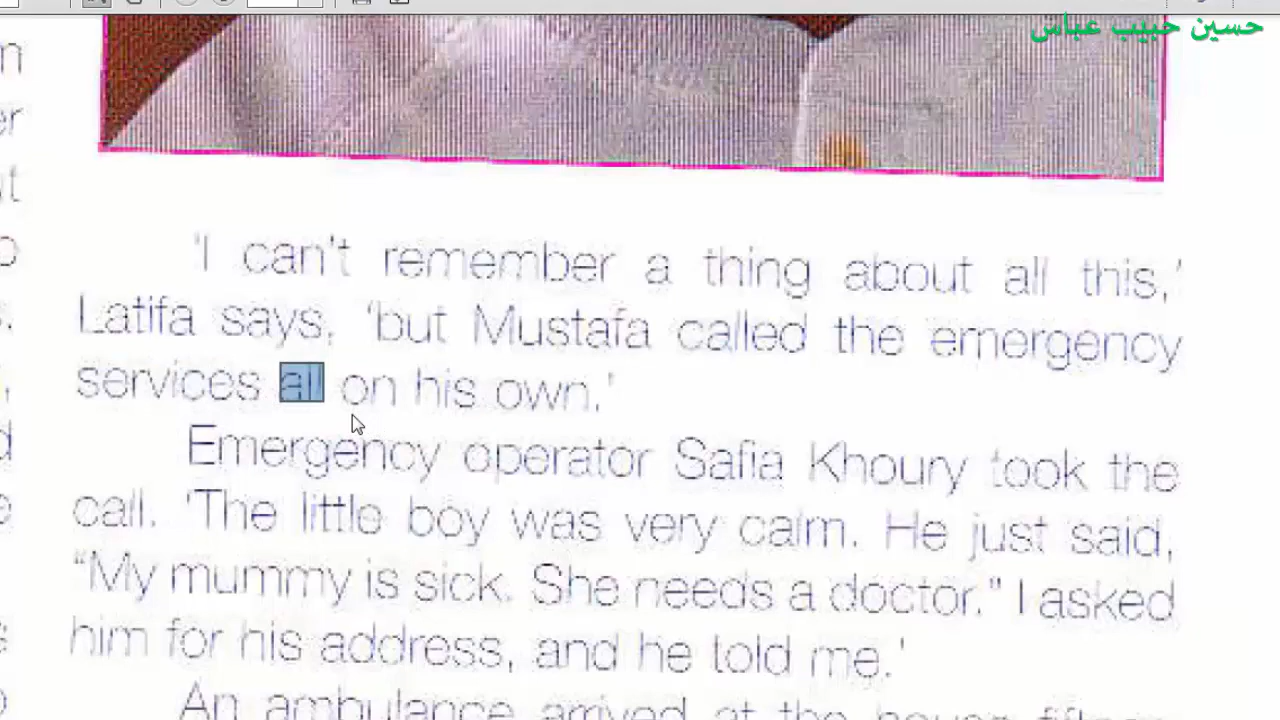 حسين حبيب عباس
'I can't remember a thing about all this,'
Latifa says, 'but Mustafa called the emergency
services all on his own.'
Emergency operator Safia Khoury took the
call. 'The little boy was very calm. He just said,
“My mummy is sick. She needs a doctor.” I asked
him for his address, and he told me.'
An ambulance arrived at the house fifteen